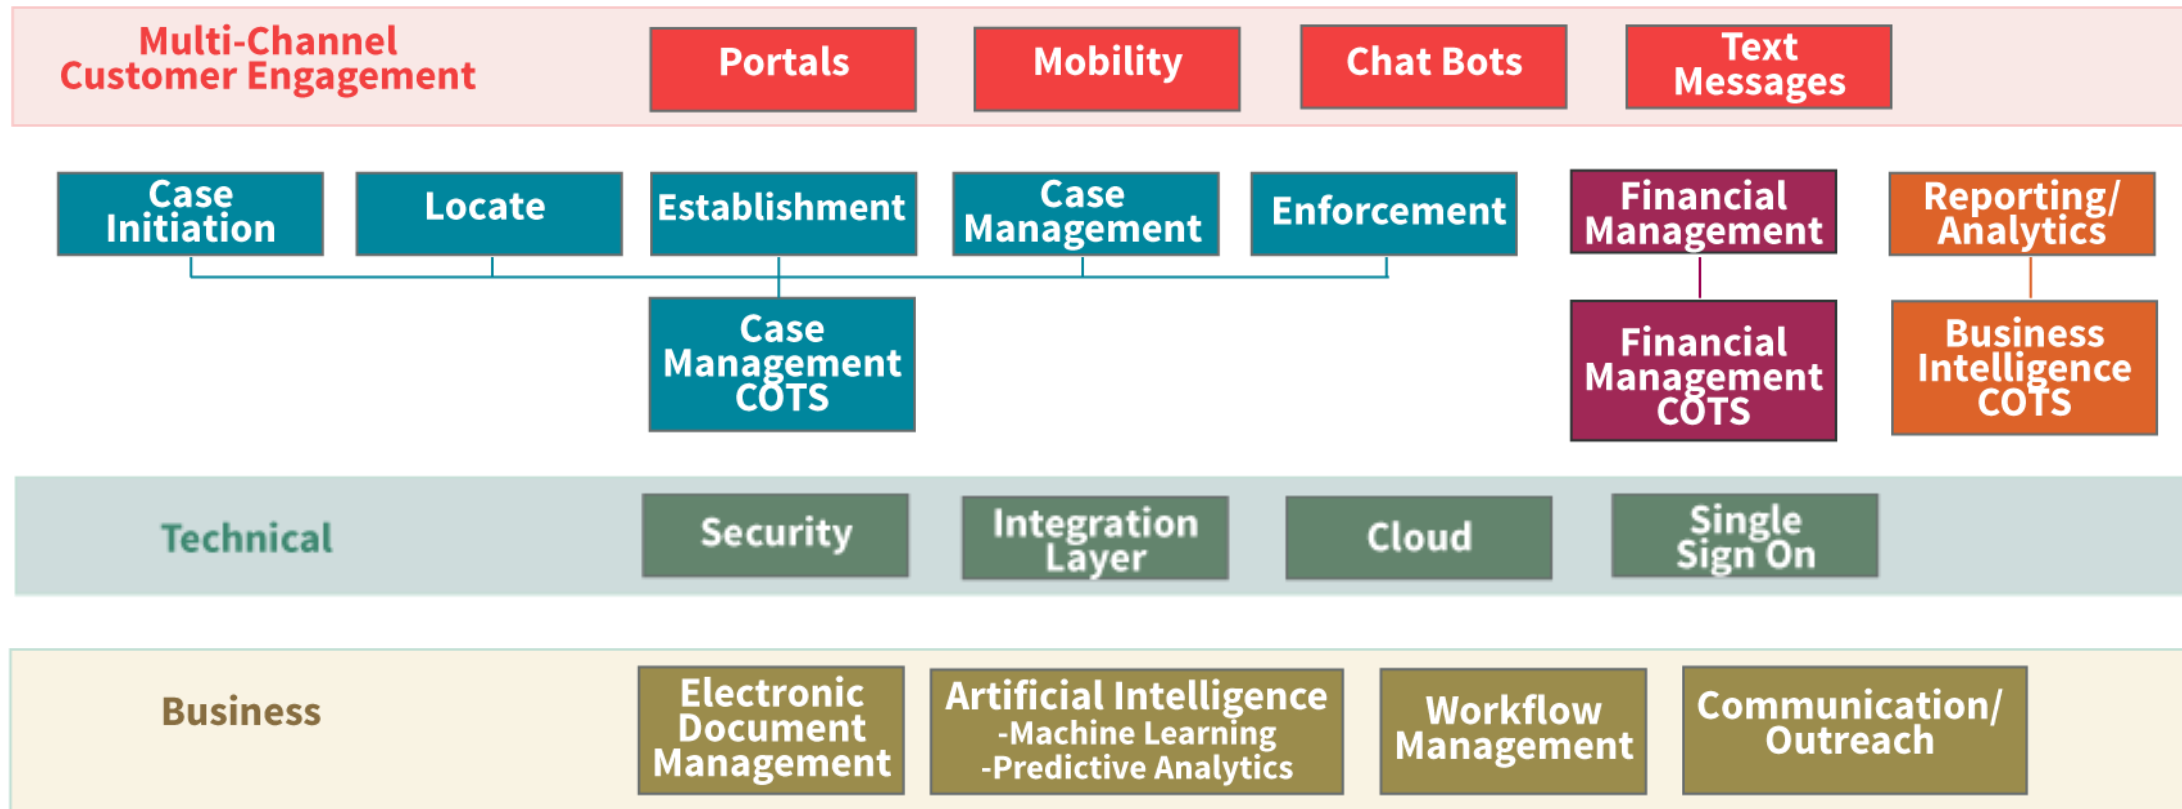 Multi-Channel
Customer Engagement
Portals
Mobility
Chat Bots
Text
Messages
Case
Initiation
Locate
Establishment
Case
Management
Enforcement
Financial
Management
Reporting/
Analytics
Case
Management
COTS
Financial
Management
COTS
Business
Intelligence
COTS
Technical
Security
Integration
Layer
Cloud
Single
Sign On
Business
Electronic
Document
Management
Artificial Intelligence
-Machine Learning
-Predictive Analytics
Workflow
Management
Communication/
Outreach